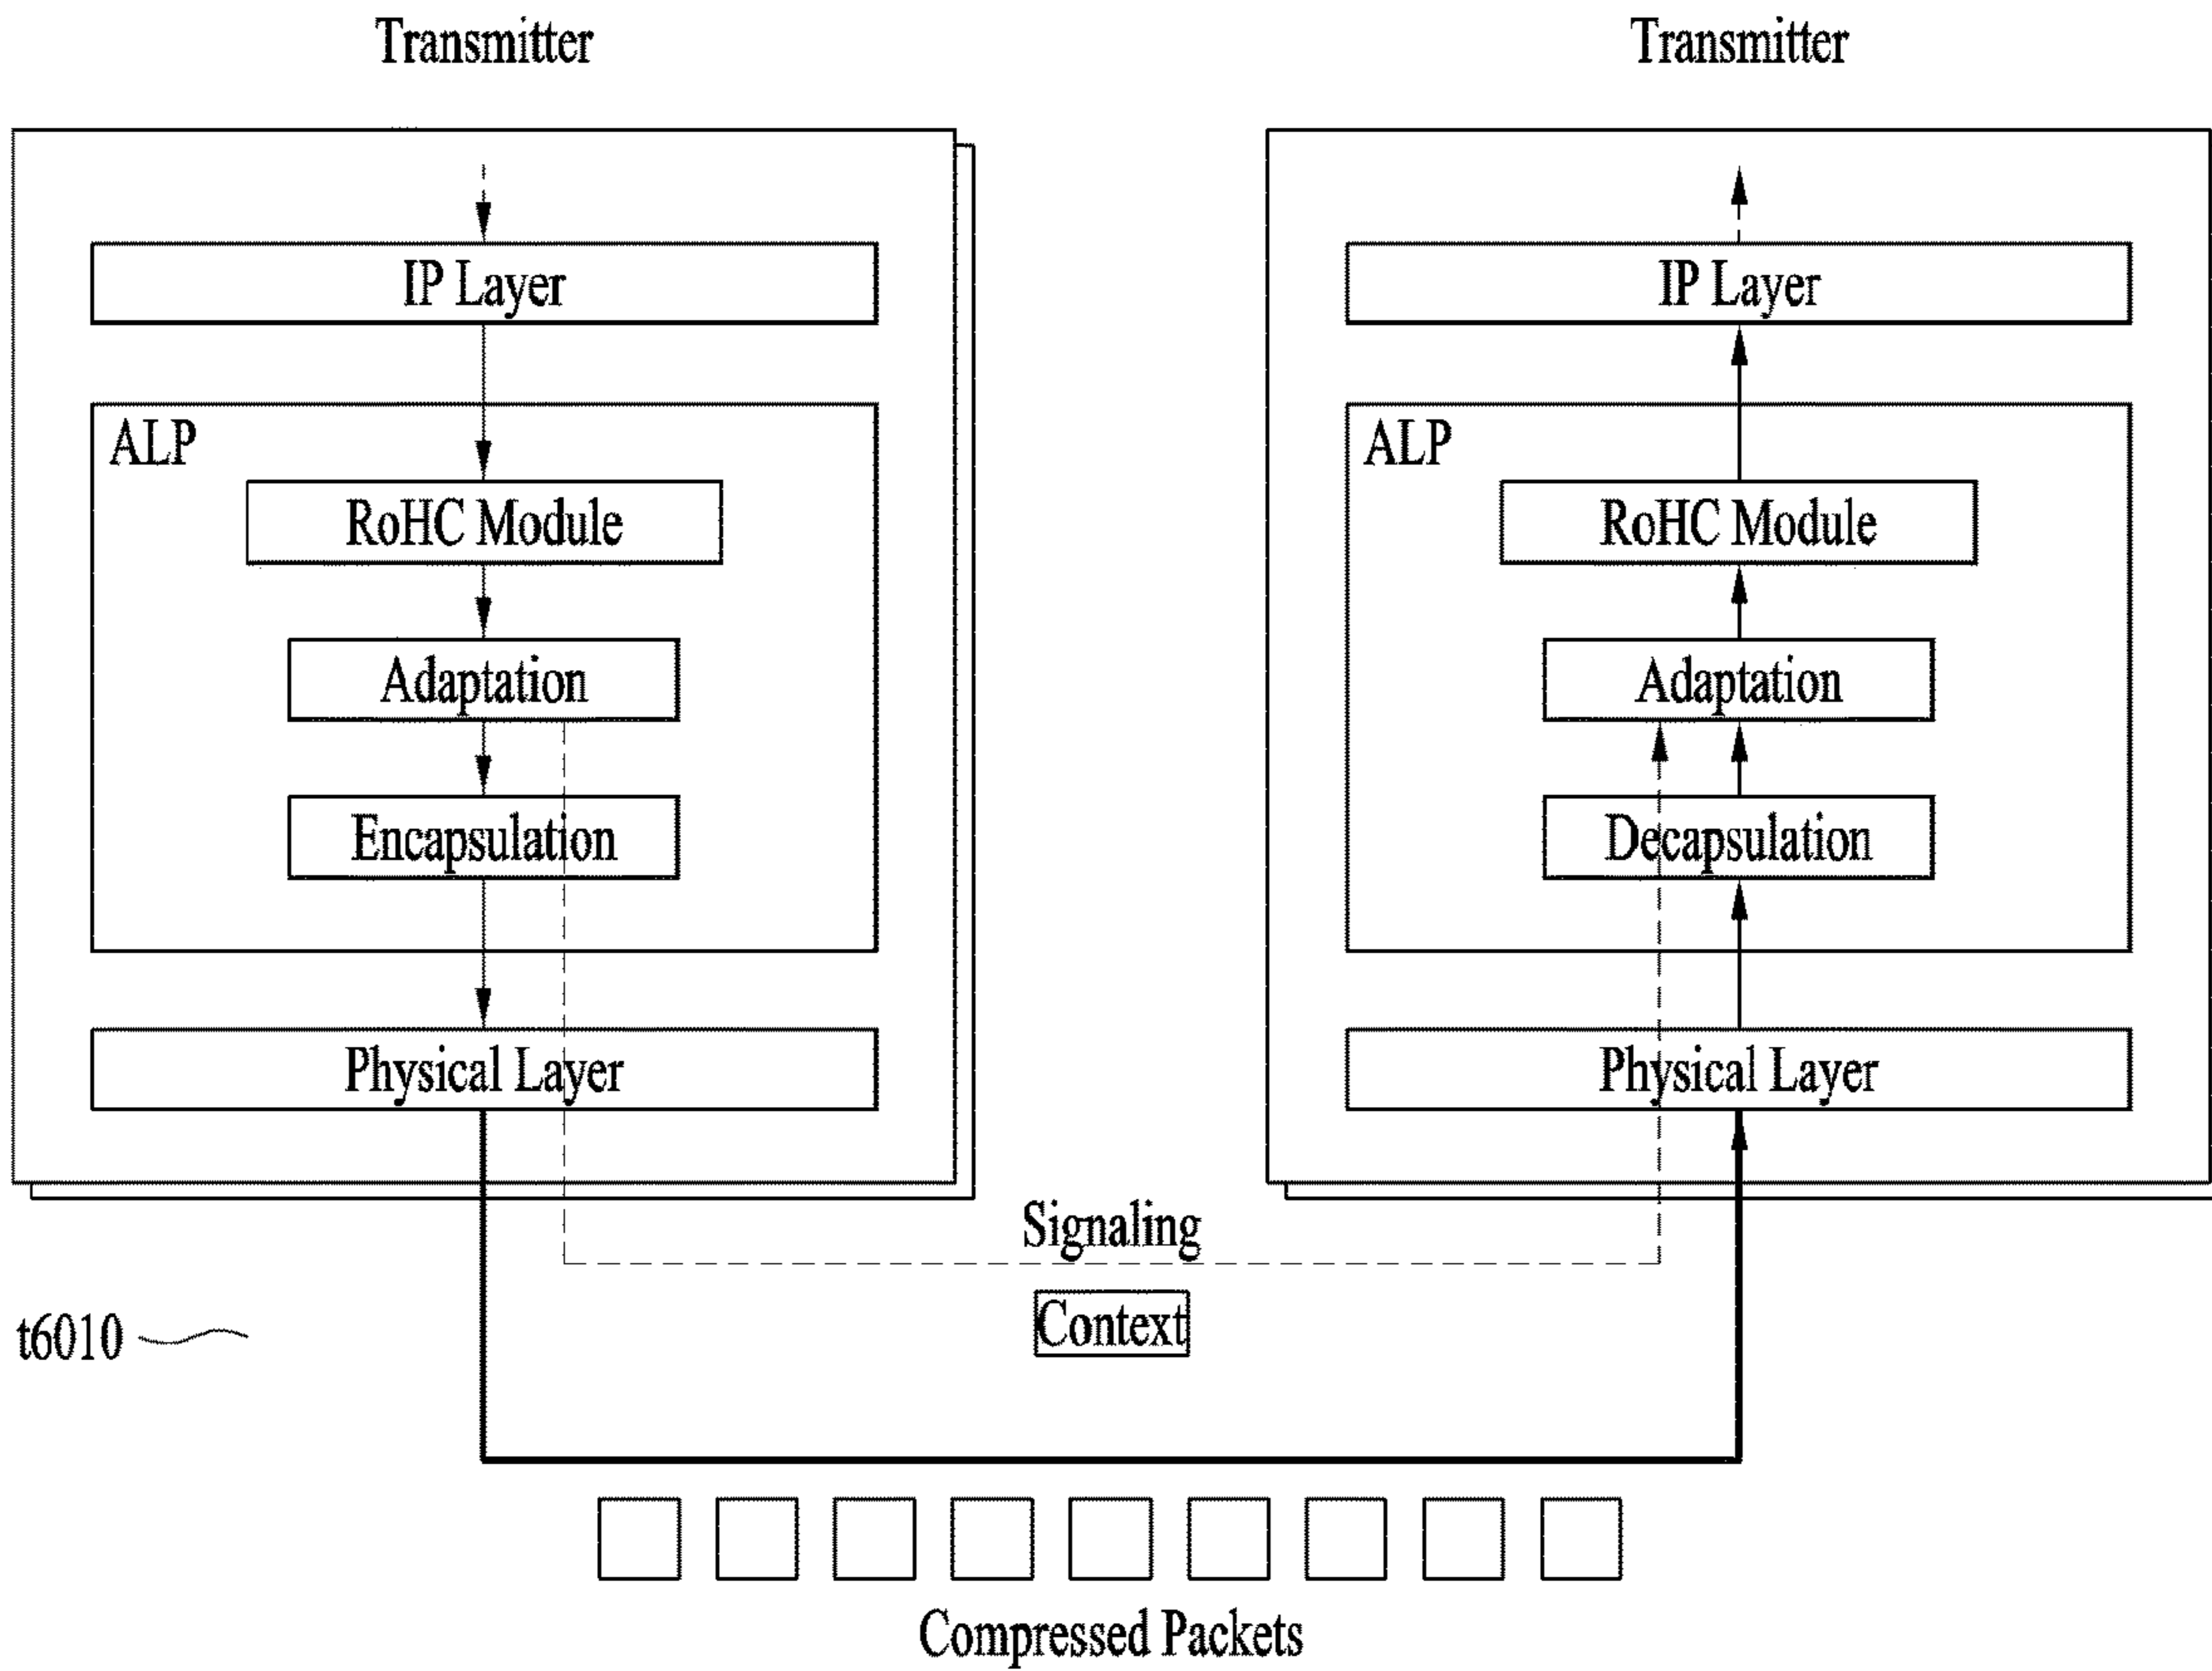 Transmitter
IP Layer
ALP
RoHC Module
Adaptation
Encapsulation
Physical Layer
Transmitter
IP Layer
ALP
RoHC Module
Adaptation
Decapsulation
Physical Layer
Signaling
Context
t6010
Compressed Packets